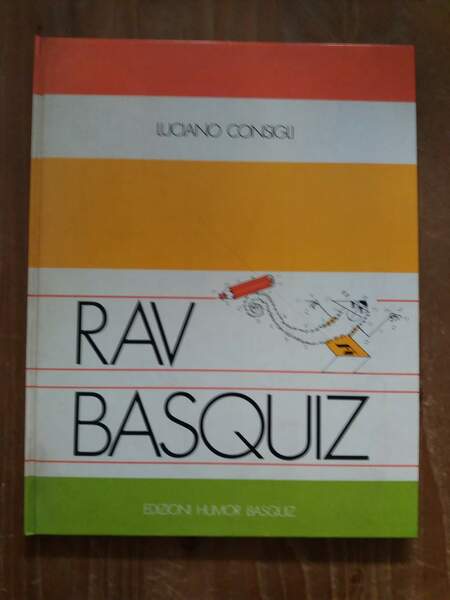 LUCIANO CONSIGLI
RAV
BASQUIZ
EDIZIONI HUMOR BASQUIZ